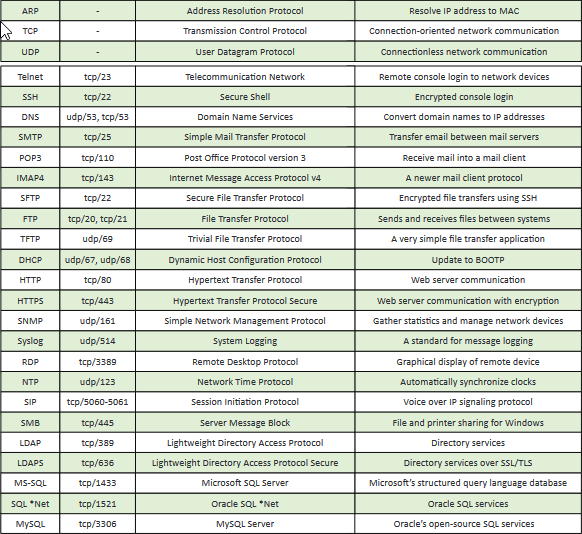 ARP - Address Resolution Protocol Resolve IP address to MAC
TCP - Transmission Control Protocol Connection-oriented network communication
UDP - User Datagram Protocol Connectionless network communication
Telnet tcp/23 Telecommunication Network Remote console login to network devices
SSH tcp/22 Secure Shell Encrypted console login
DNS udp/53, tcp/53 Domain Name Services Convert domain names to IP addresses
SMTP tcp/25 Simple Mail Transfer Protocol Transfer email between mail servers
POP3 tcp/110 Post Office Protocol version 3 Receive mail into a mail client
IMAP4 tcp/143 Internet Message Access Protocol v4 A newer mail client protocol
SFTP tcp/22 Secure File Transfer Protocol Encrypted file transfers using SSH
FTP tcp/20, tcp/21 File Transfer Protocol Sends and receives files between systems
TFTP udp/69 Trivial File Transfer Protocol A very simple file transfer application
DHCP udp/67, udp/68 Dynamic Host Configuration Protocol Update to BOOTP
HTTP tcp/80 Hypertext Transfer Protocol Web server communication
HTTPS tcp/443 Hypertext Transfer Protocol Secure Web server communication with encryption
SNMP udp/161 Simple Network Management Protocol Gather statistics and manage network devices
Syslog udp/514 System Logging A standard for message logging
RDP tcp/3389 Remote Desktop Protocol Graphical display of remote device
NTP udp/123 Network Time Protocol Automatically synchronize clocks
SIP tcp/5060-5061 Session Initiation Protocol Voice over IP signaling protocol
SMB tcp/445 Server Message Block File and printer sharing for Windows
LDAP tcp/389 Lightweight Directory Access Protocol Directory services
LDAPS tcp/636 Lightweight Directory Access Protocol Secure Directory services over SSL/TLS
MS-SQL tcp/1433 Microsoft SQL Server Microsoft's structured query language database
SQL *Net tcp/1521 Oracle SQL *Net Oracle SQL services
MySQL tcp/3306 MySQL Server Oracle's open-source SQL services